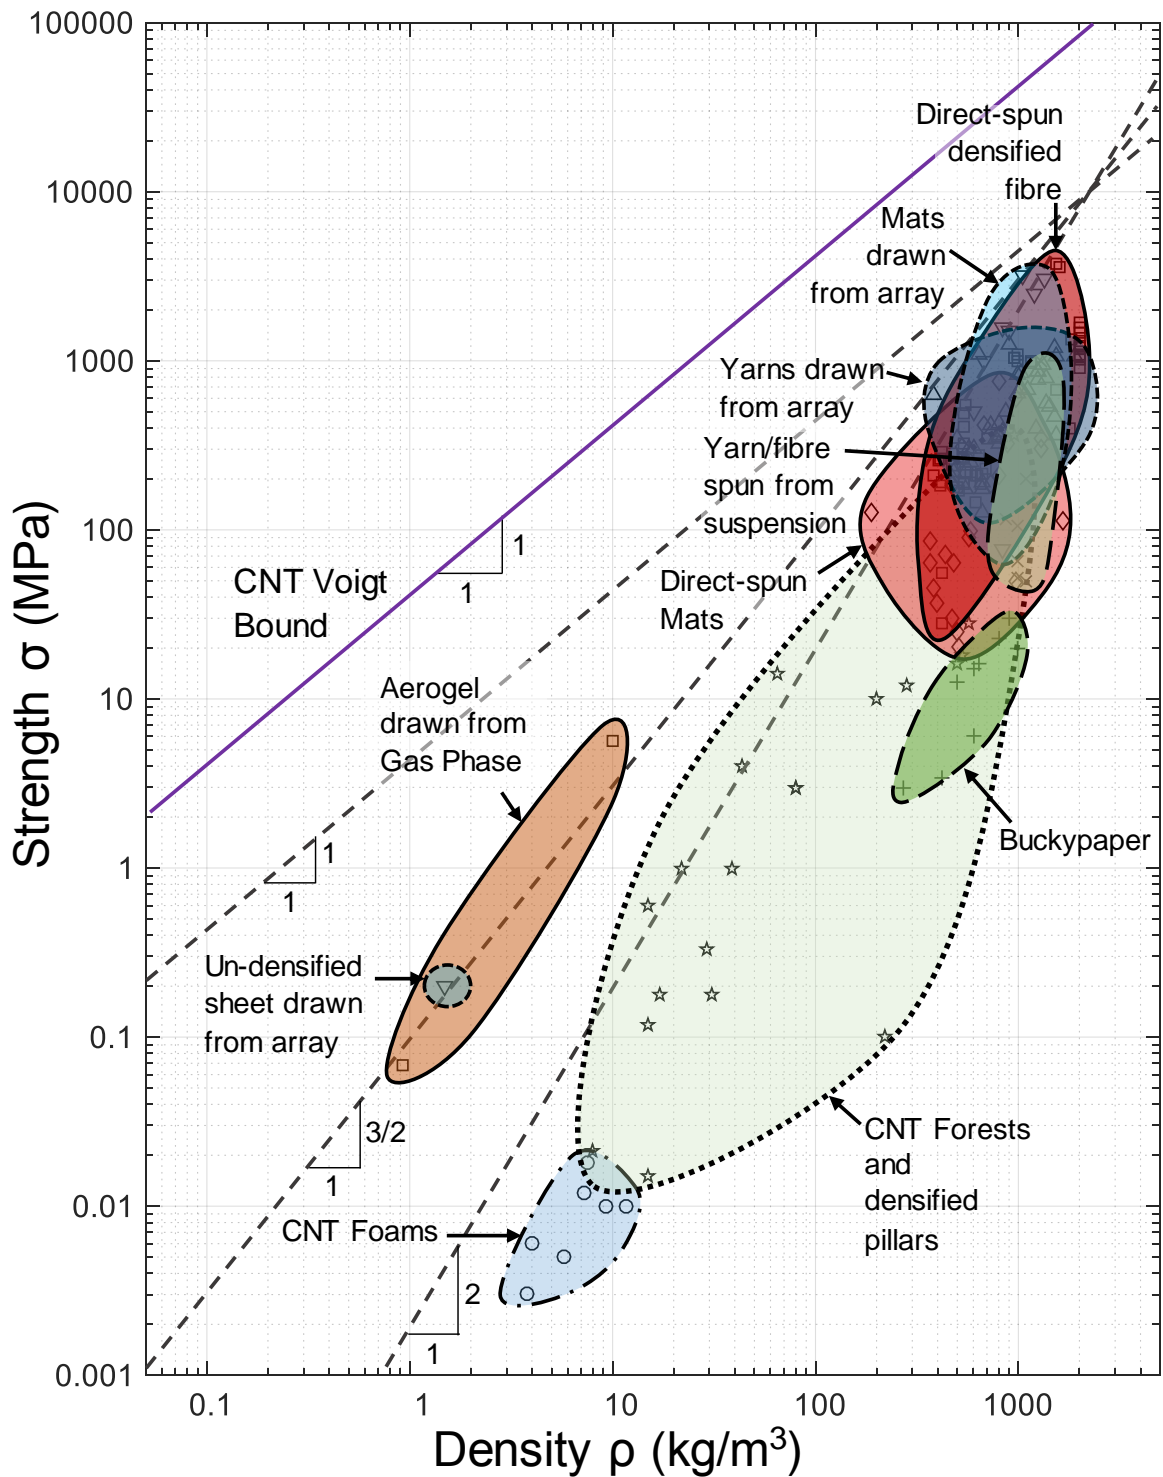 100000
10000
1000
100
10
1
0.1
0.01
0.001
Strength σ (MPa)
Direct-spun
densified
fibre
Mats
drawn
from array
Yarns drawn
from array
Yarn/fibre
spun from
suspension
Direct-spun
Mats
CNT Voigt
Bound
1
1
Aerogel
drawn from
Gas Phase
Buckypaper
1
1
Un-densified
sheet drawn
from array
3/2
1
CNT Forests
and
densified
pillars
CNT Foams
2
1
0.1
1
10
100
1000
Density ρ (kg/m³)